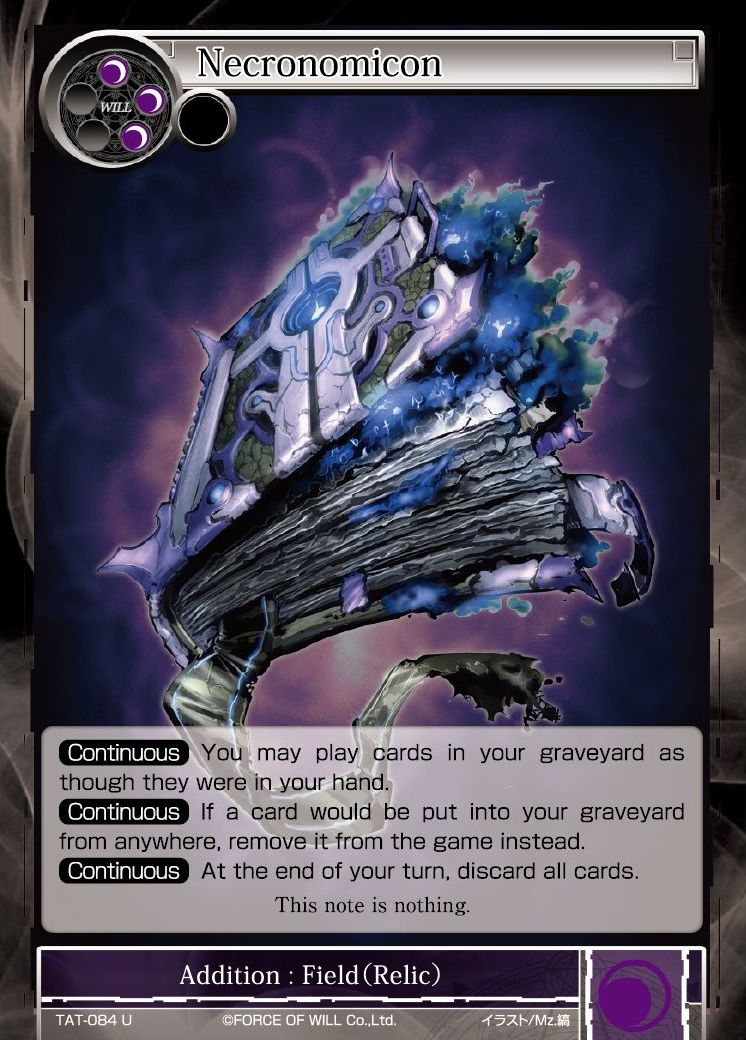 Necronomicon
WILL
Continuous You may play cards in your graveyard as
though they were in your hand.
Continuous If a card would be put into your graveyard
from anywhere, remove it from the game instead.
Continuous At the end of your turn, discard all cards.
This note is nothing.
Addition : Field(Relic)
TAT-084 U ©FORCE OF WILL Co.,Ltd. イラスト/Mz.縞